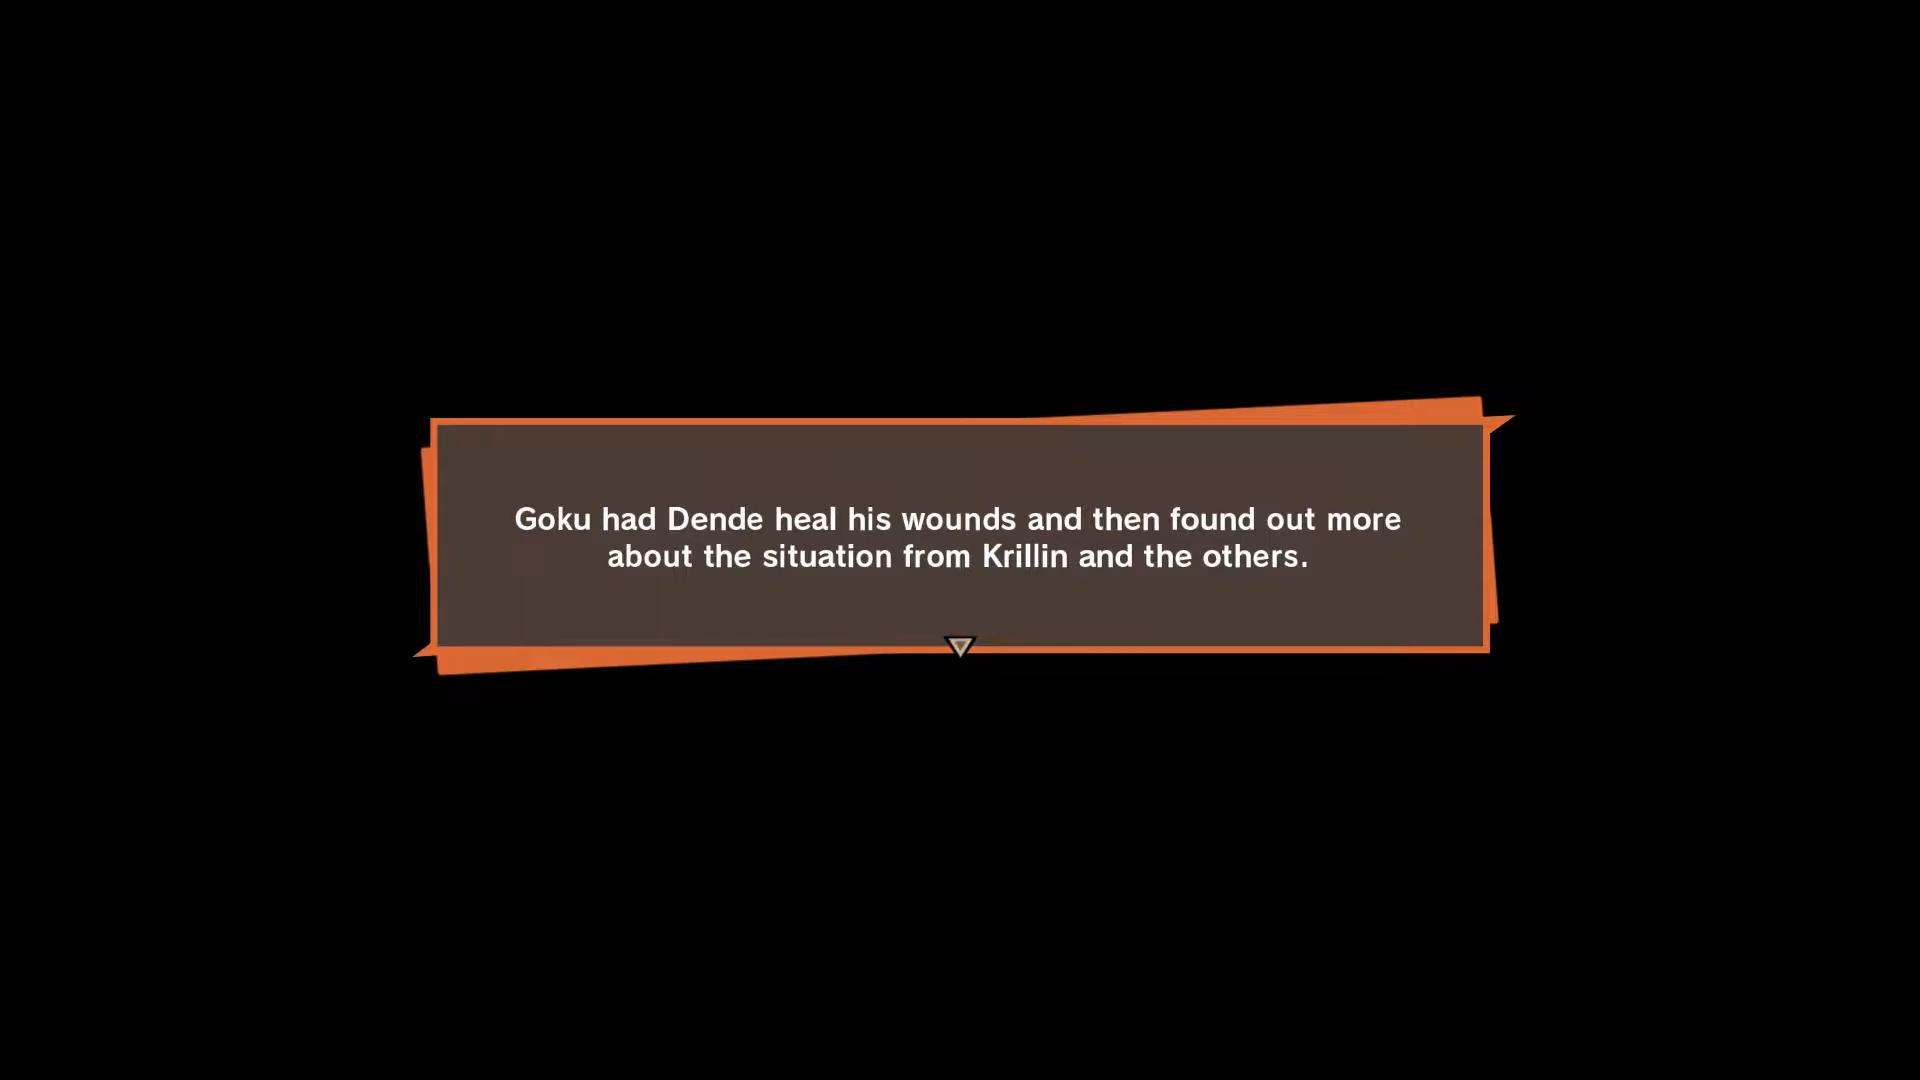 Goku had Dende heal his wounds and then found out more
about the situation from Krillin and the others.